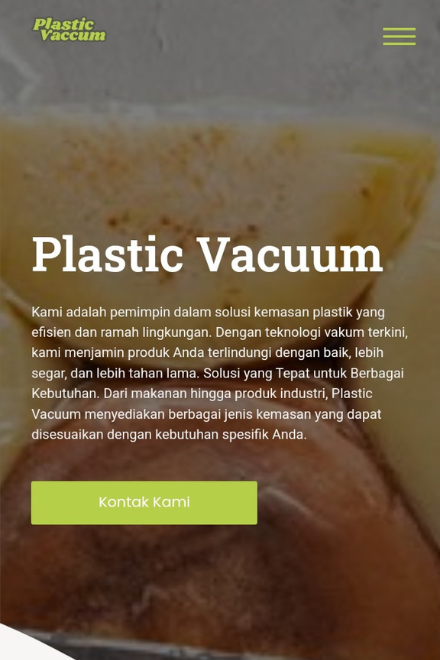 Plastic
Vaccum
Plastic Vacuum
Kami adalah pemimpin dalam solusi kemasan plastik yang
efisien dan ramah lingkungan. Dengan teknologi vakum terkini,
kami menjamin produk Anda terlindungi dengan baik, lebih
segar, dan lebih tahan lama. Solusi yang Tepat untuk Berbagai
Kebutuhan. Dari makanan hingga produk industri, Plastic
Vacuum menyediakan berbagai jenis kemasan yang dapat
disesuaikan dengan kebutuhan spesifik Anda.
Kontak Kami